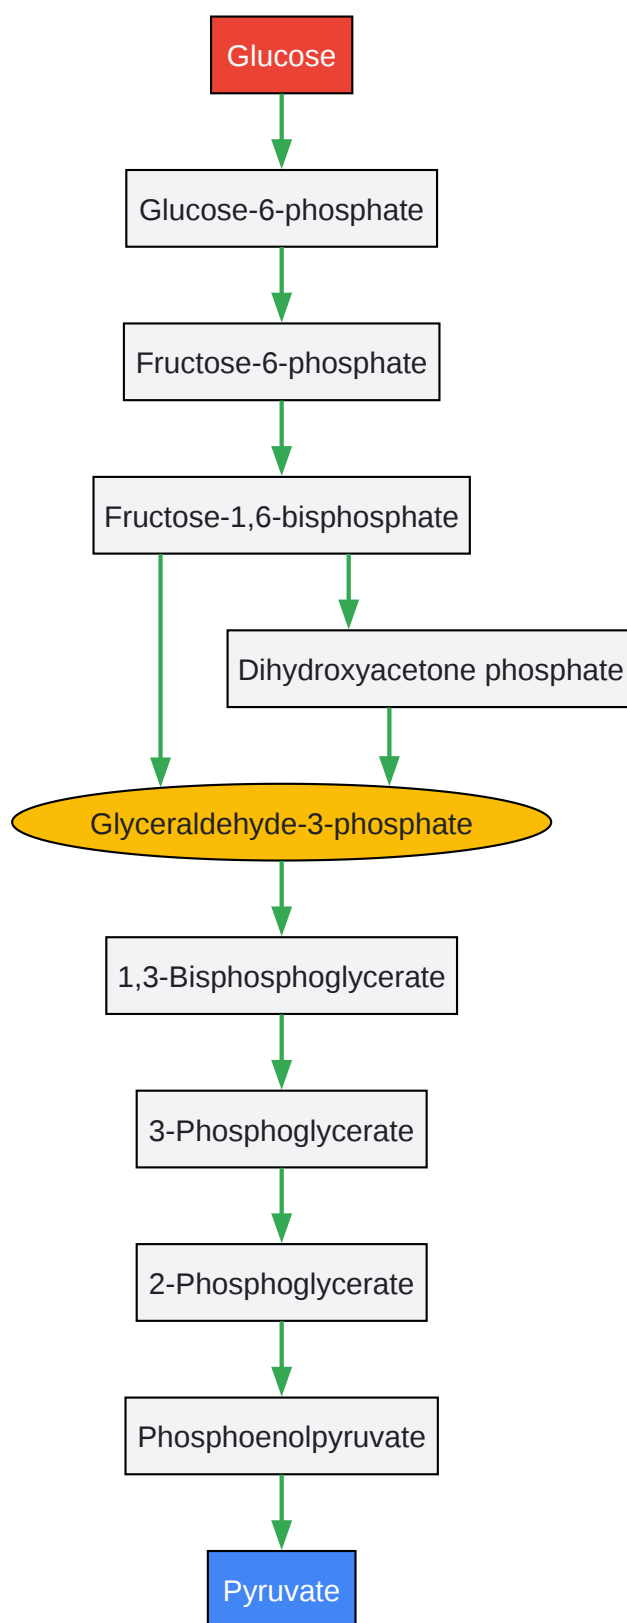 Glucose
Glucose-6-phosphate
Fructose-6-phosphate
Fructose-1,6-bisphosphate
Dihydroxyacetone phosphate
Glyceraldehyde-3-phosphate
1,3-Bisphosphoglycerate
3-Phosphoglycerate
2-Phosphoglycerate
Phosphoenolpyruvate
Pyruvate